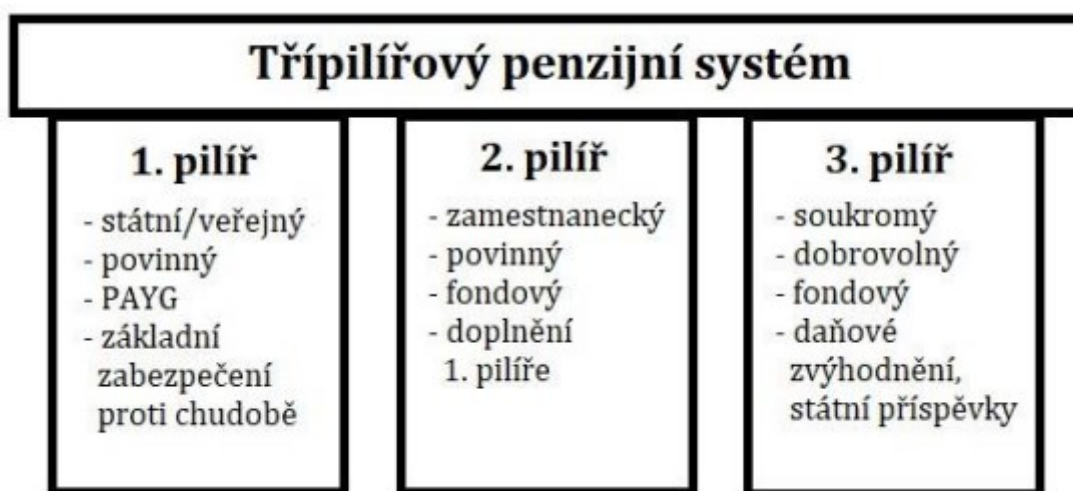 Třípilířový penzijní systém
1. pilíř
- státní/veřejný
- povinný
- PAYG
- základní
zabezpečení
proti chudobě
2. pilíř
- zamestnanecký
- povinný
- fondový
- doplnění
1. pilíře
3. pilíř
- soukromý
- dobrovolný
- fondový
- daňové
zvýhodnění,
státní příspěvky